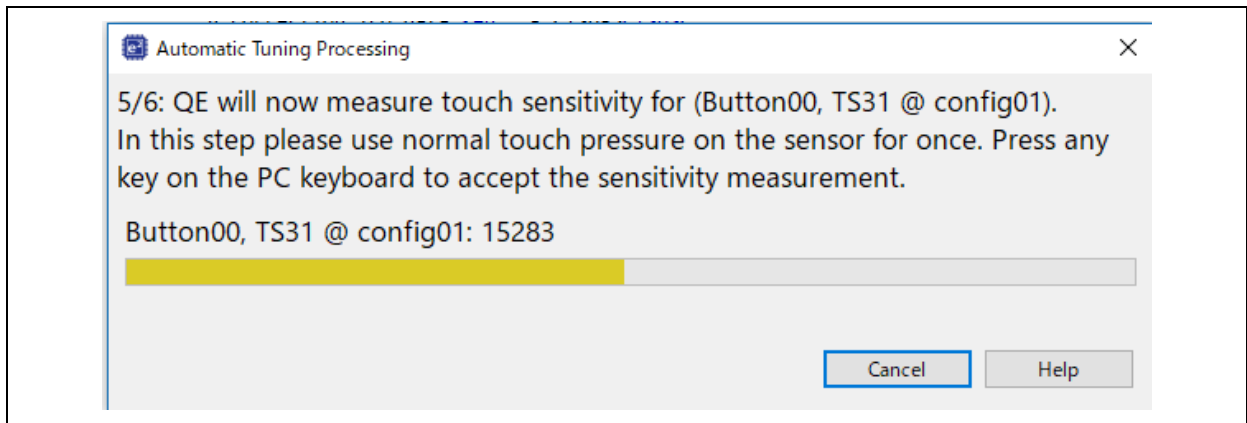 Automatic Tuning Processing
5/6: QE will now measure touch sensitivity for (Button00, TS31 @ config01).
In this step please use normal touch pressure on the sensor for once. Press any
key on the PC keyboard to accept the sensitivity measurement.
Button00, TS31 @ config01: 15283
Cancel Help